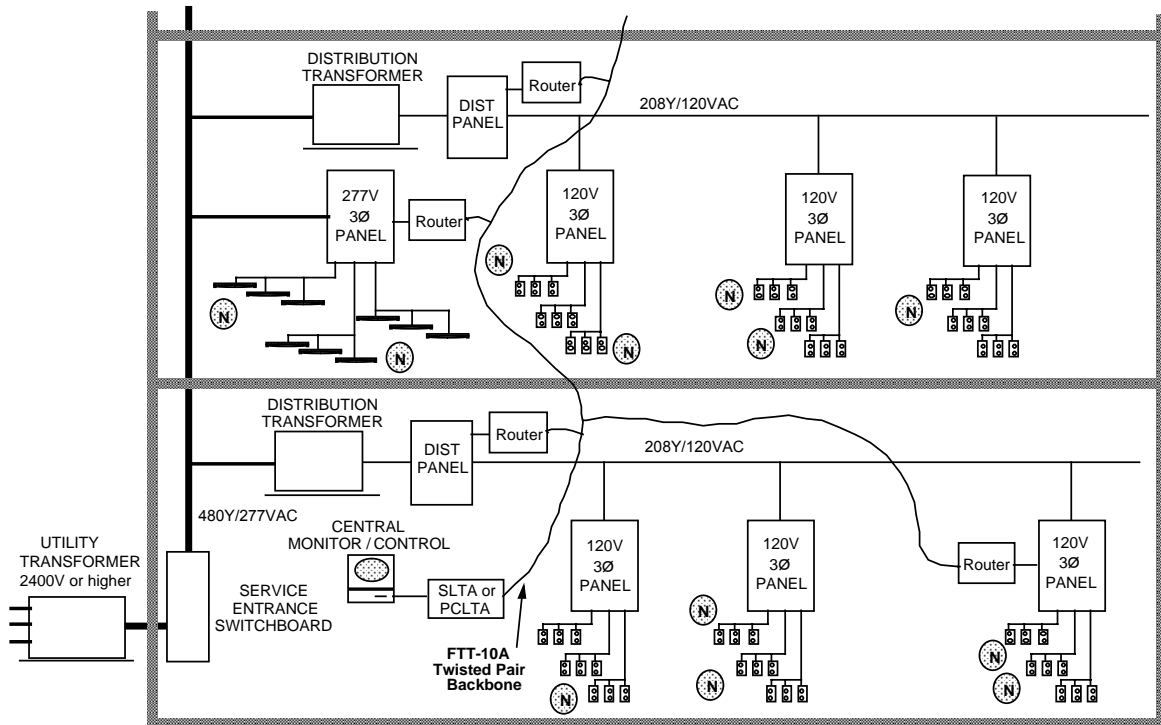 DISTRIBUTION
TRANSFORMER
DIST
PANEL
Router
208Y/120VAC
277V
3Ø
PANEL
Router
120V
3Ø
PANEL
120V
3Ø
PANEL
120V
3Ø
PANEL
N
N
N
N
N
N
N
DISTRIBUTION
TRANSFORMER
DIST
PANEL
Router
208Y/120VAC
480Y/277VAC
UTILITY
TRANSFORMER
2400V or higher
SERVICE
ENTRANCE
SWITCHBOARD
CENTRAL
MONITOR / CONTROL
SLTA or
PCLTA
FTT-10A
Twisted Pair
Backbone
120V
3Ø
PANEL
120V
3Ø
PANEL
Router
120V
3Ø
PANEL
N
N
N
N
N